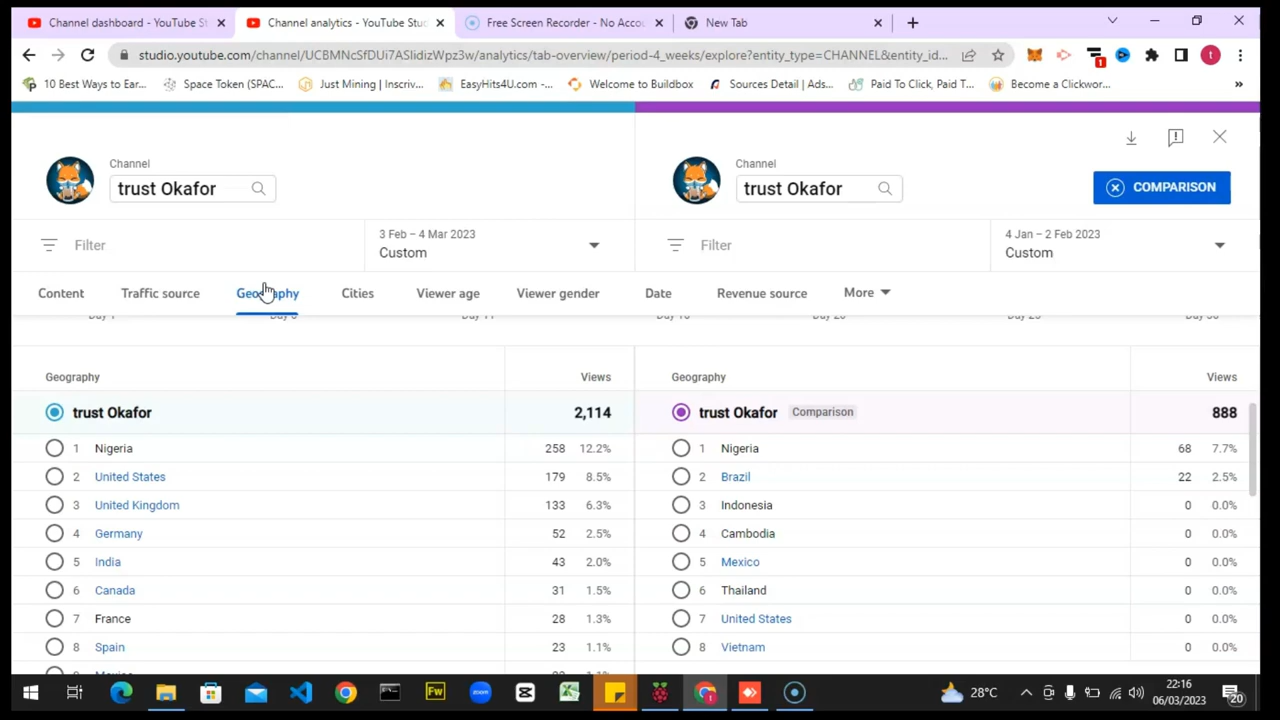 Channel dashboard - YouTube St
Channel analytics - YouTube Stud
Free Screen Recorder - No Accou
New Tab
studio.youtube.com/channel/UCBMNcSfDUi7ASlidizWpz3w/analytics/tab-overview/period-4_weeks/explore?entity_type=CHANNEL&entity_id...
1
t
10 Best Ways to Ear...
Space Token (SPAC...
Just Mining | Inscriv...
EasyHits4U.com -...
Welcome to Buildbox
Sources Detail | Ads...
Paid To Click, Paid T...
Become a Clickwor...
»
Channel
trust Okafor
Channel
trust Okafor
COMPARISON
Filter
3 Feb – 4 Mar 2023
Custom
Filter
4 Jan – 2 Feb 2023
Custom
Content
Traffic source
Geography
Cities
Viewer age
Viewer gender
Date
Revenue source
More
Geography
Views
Geography
Views
trust Okafor
2,114
trust Okafor
Comparison
888
1 Nigeria 258 12.2%
1 Nigeria 68 7.7%
2 United States 179 8.5%
2 Brazil 22 2.5%
3 United Kingdom 133 6.3%
3 Indonesia 0 0.0%
4 Germany 52 2.5%
4 Cambodia 0 0.0%
5 India 43 2.0%
5 Mexico 0 0.0%
6 Canada 31 1.5%
6 Thailand 0 0.0%
7 France 28 1.3%
7 United States 0 0.0%
8 Spain 23 1.1%
8 Vietnam 0 0.0%
Fw
zoom
28°C
22:16
06/03/2023
20